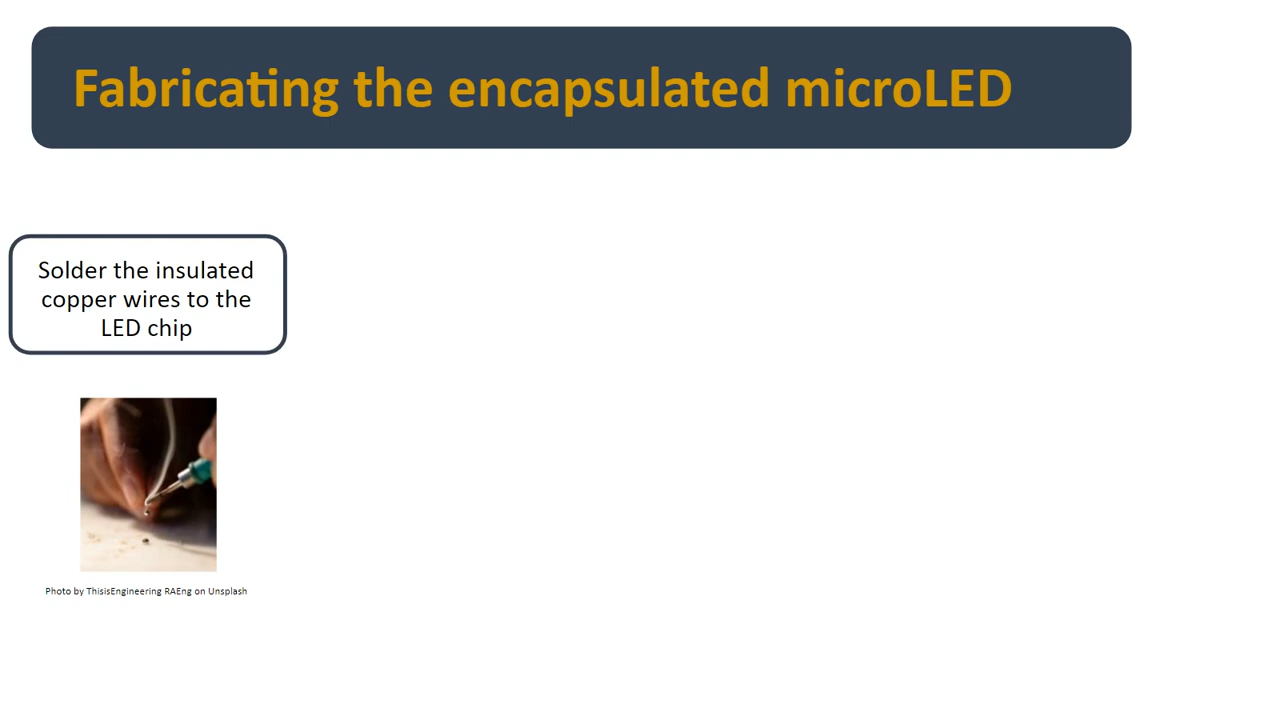 Fabricating the encapsulated microLED
Solder the insulated
copper wires to the
LED chip
Photo by ThisisEngineering RAEng on Unsplash